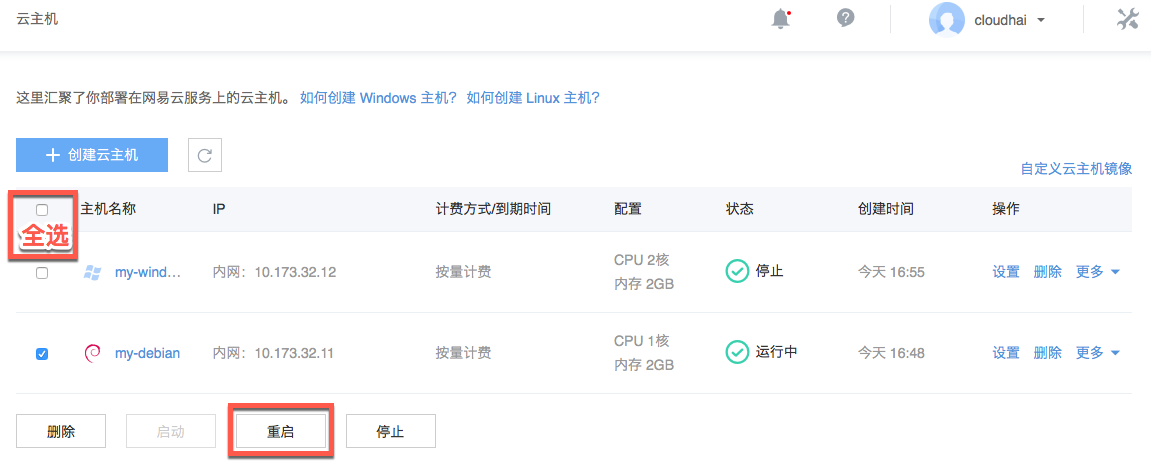 云主机 cloudhai
这里汇聚了你部署在网易云服务上的云主机。 如何创建 Windows 主机？ 如何创建 Linux 主机？
创建云主机
自定义云主机镜像
主机名称 IP 计费方式/到期时间 配置 状态 创建时间 操作
全选
my-wind... 内网：10.173.32.12 按量计费 CPU 2核 停止 今天 16:55 设置 删除 更多
内存 2GB
my-debian 内网：10.173.32.11 按量计费 CPU 1核 运行中 今天 16:48 设置 删除 更多
内存 2GB
删除 启动 重启 停止